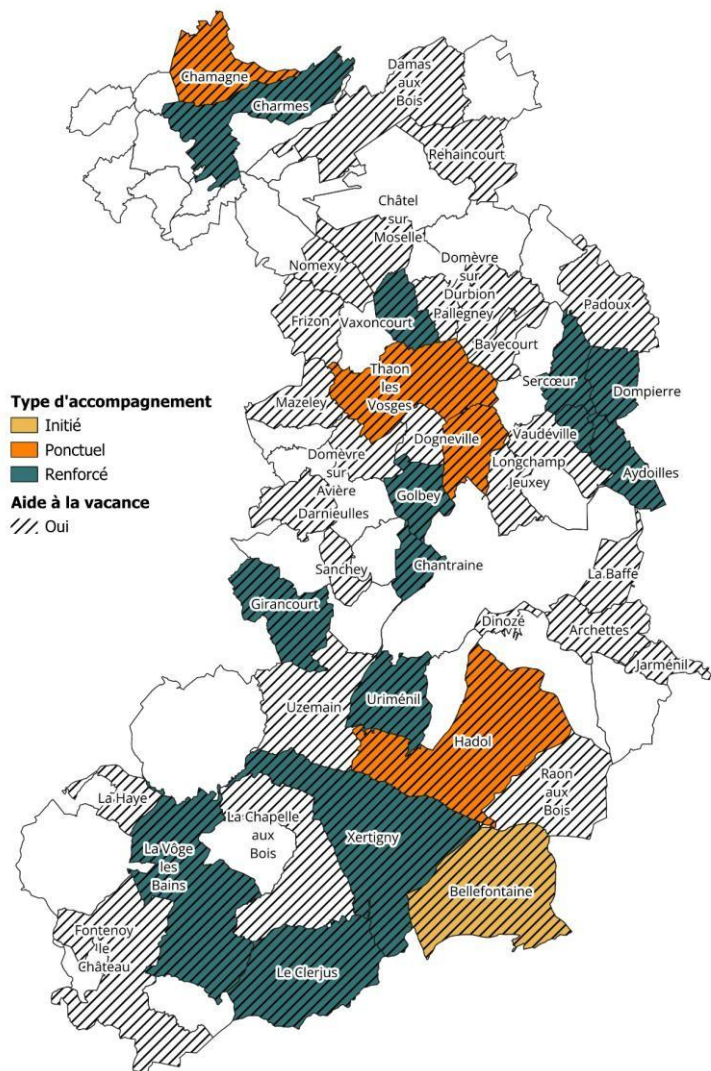 Chamagne
Charmes
Damas
aux
Bois
Rehaincourt
Châtel
sur
Moselle
Nomexy
Domèvre
sur
Durbion
Pallegney
Padoux
Frizon
Vaxoncourt
Bayecourt
Thaon
les
Vosges
Sercœur
Dompierre
Mazeley
Type d'accompagnement
Initié
Ponctuel
Renforcé
Aide à la vacance
Oui
Dogneville
Vaudéville
Domèvre
sur
Avière
Longchamp
Jeuxey
Aydoilles
Golbey
Darnieulles
Sanchey
Chantraine
La Baffe
Girancourt
Dinozé
Archettes
Jarménil
Uzemain
Uriménil
Hadol
Raon
aux
Bois
La Haye
La Chapelle
aux
Bois
Xertigny
La Vôge
les
Bains
Bellefontaine
Fontenoy
le
Château
Le Clerjus